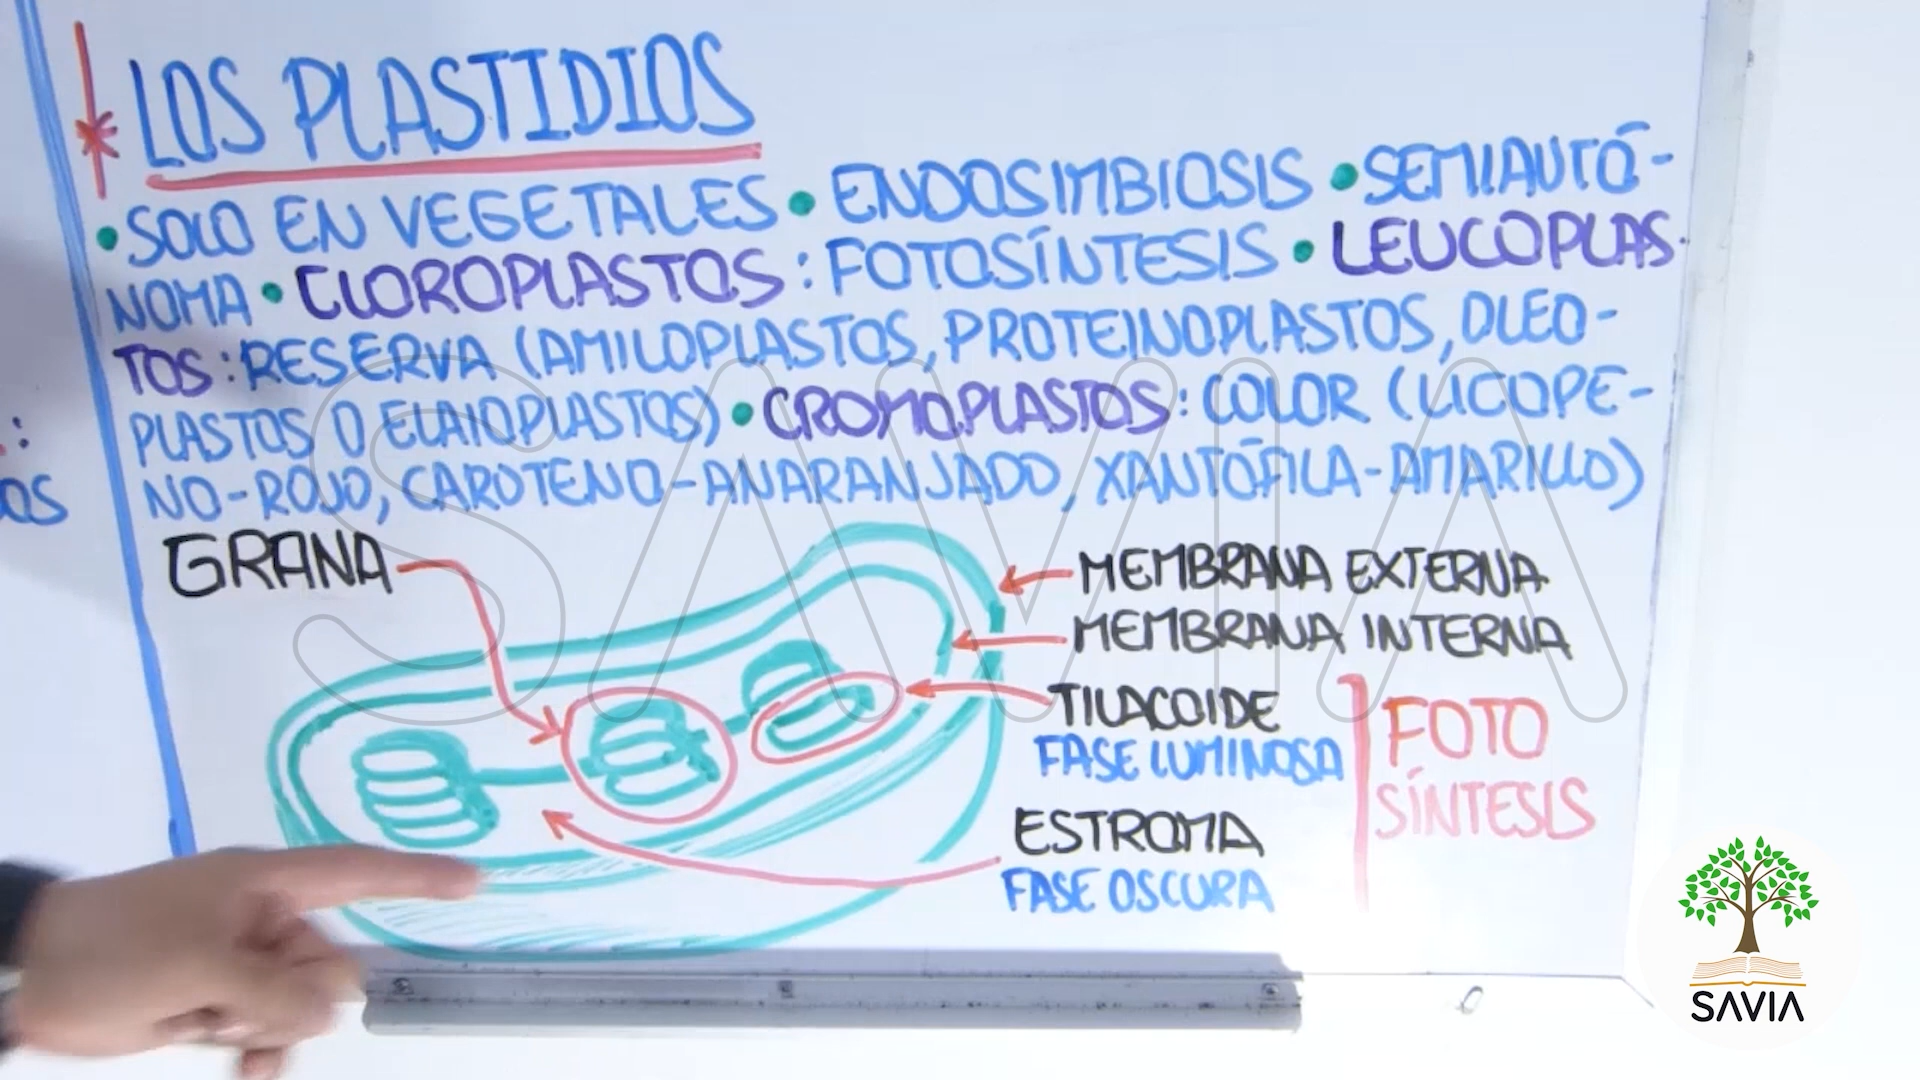 LOS PLASTIDIOS
• SOLO EN VEGETALES • ENDOSIMBIOSIS • SEMIAUTÓ-
NOMA • CLOROPLASTOS : FOTOSÍNTESIS • LEUCOPLAS-
TOS : RESERVA (AMILOPLASTOS, PROTEINOPLASTOS, OLEO-
PLASTOS O ELAIOPLASTOS) • CROMOPLASTOS : COLOR (LICOPE-
NO-ROJO, CAROTENO-ANARANJADO, XANTÓFILA-AMARILLO)
GRANA
MEMBRANA EXTERNA
MEMBRANA INTERNA
TILACOIDE
FASE LUMINOSA
ESTROMA
FASE OSCURA
FOTO
SÍNTESIS
OS
SAVIA
SAVIA